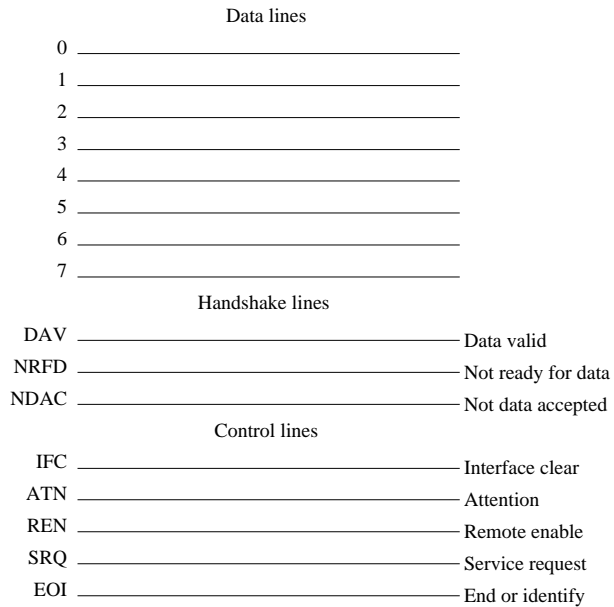 Data lines
0
1
2
3
4
5
6
7
Handshake lines
DAV Data valid
NRFD Not ready for data
NDAC Not data accepted
Control lines
IFC Interface clear
ATN Attention
REN Remote enable
SRQ Service request
EOI End or identify